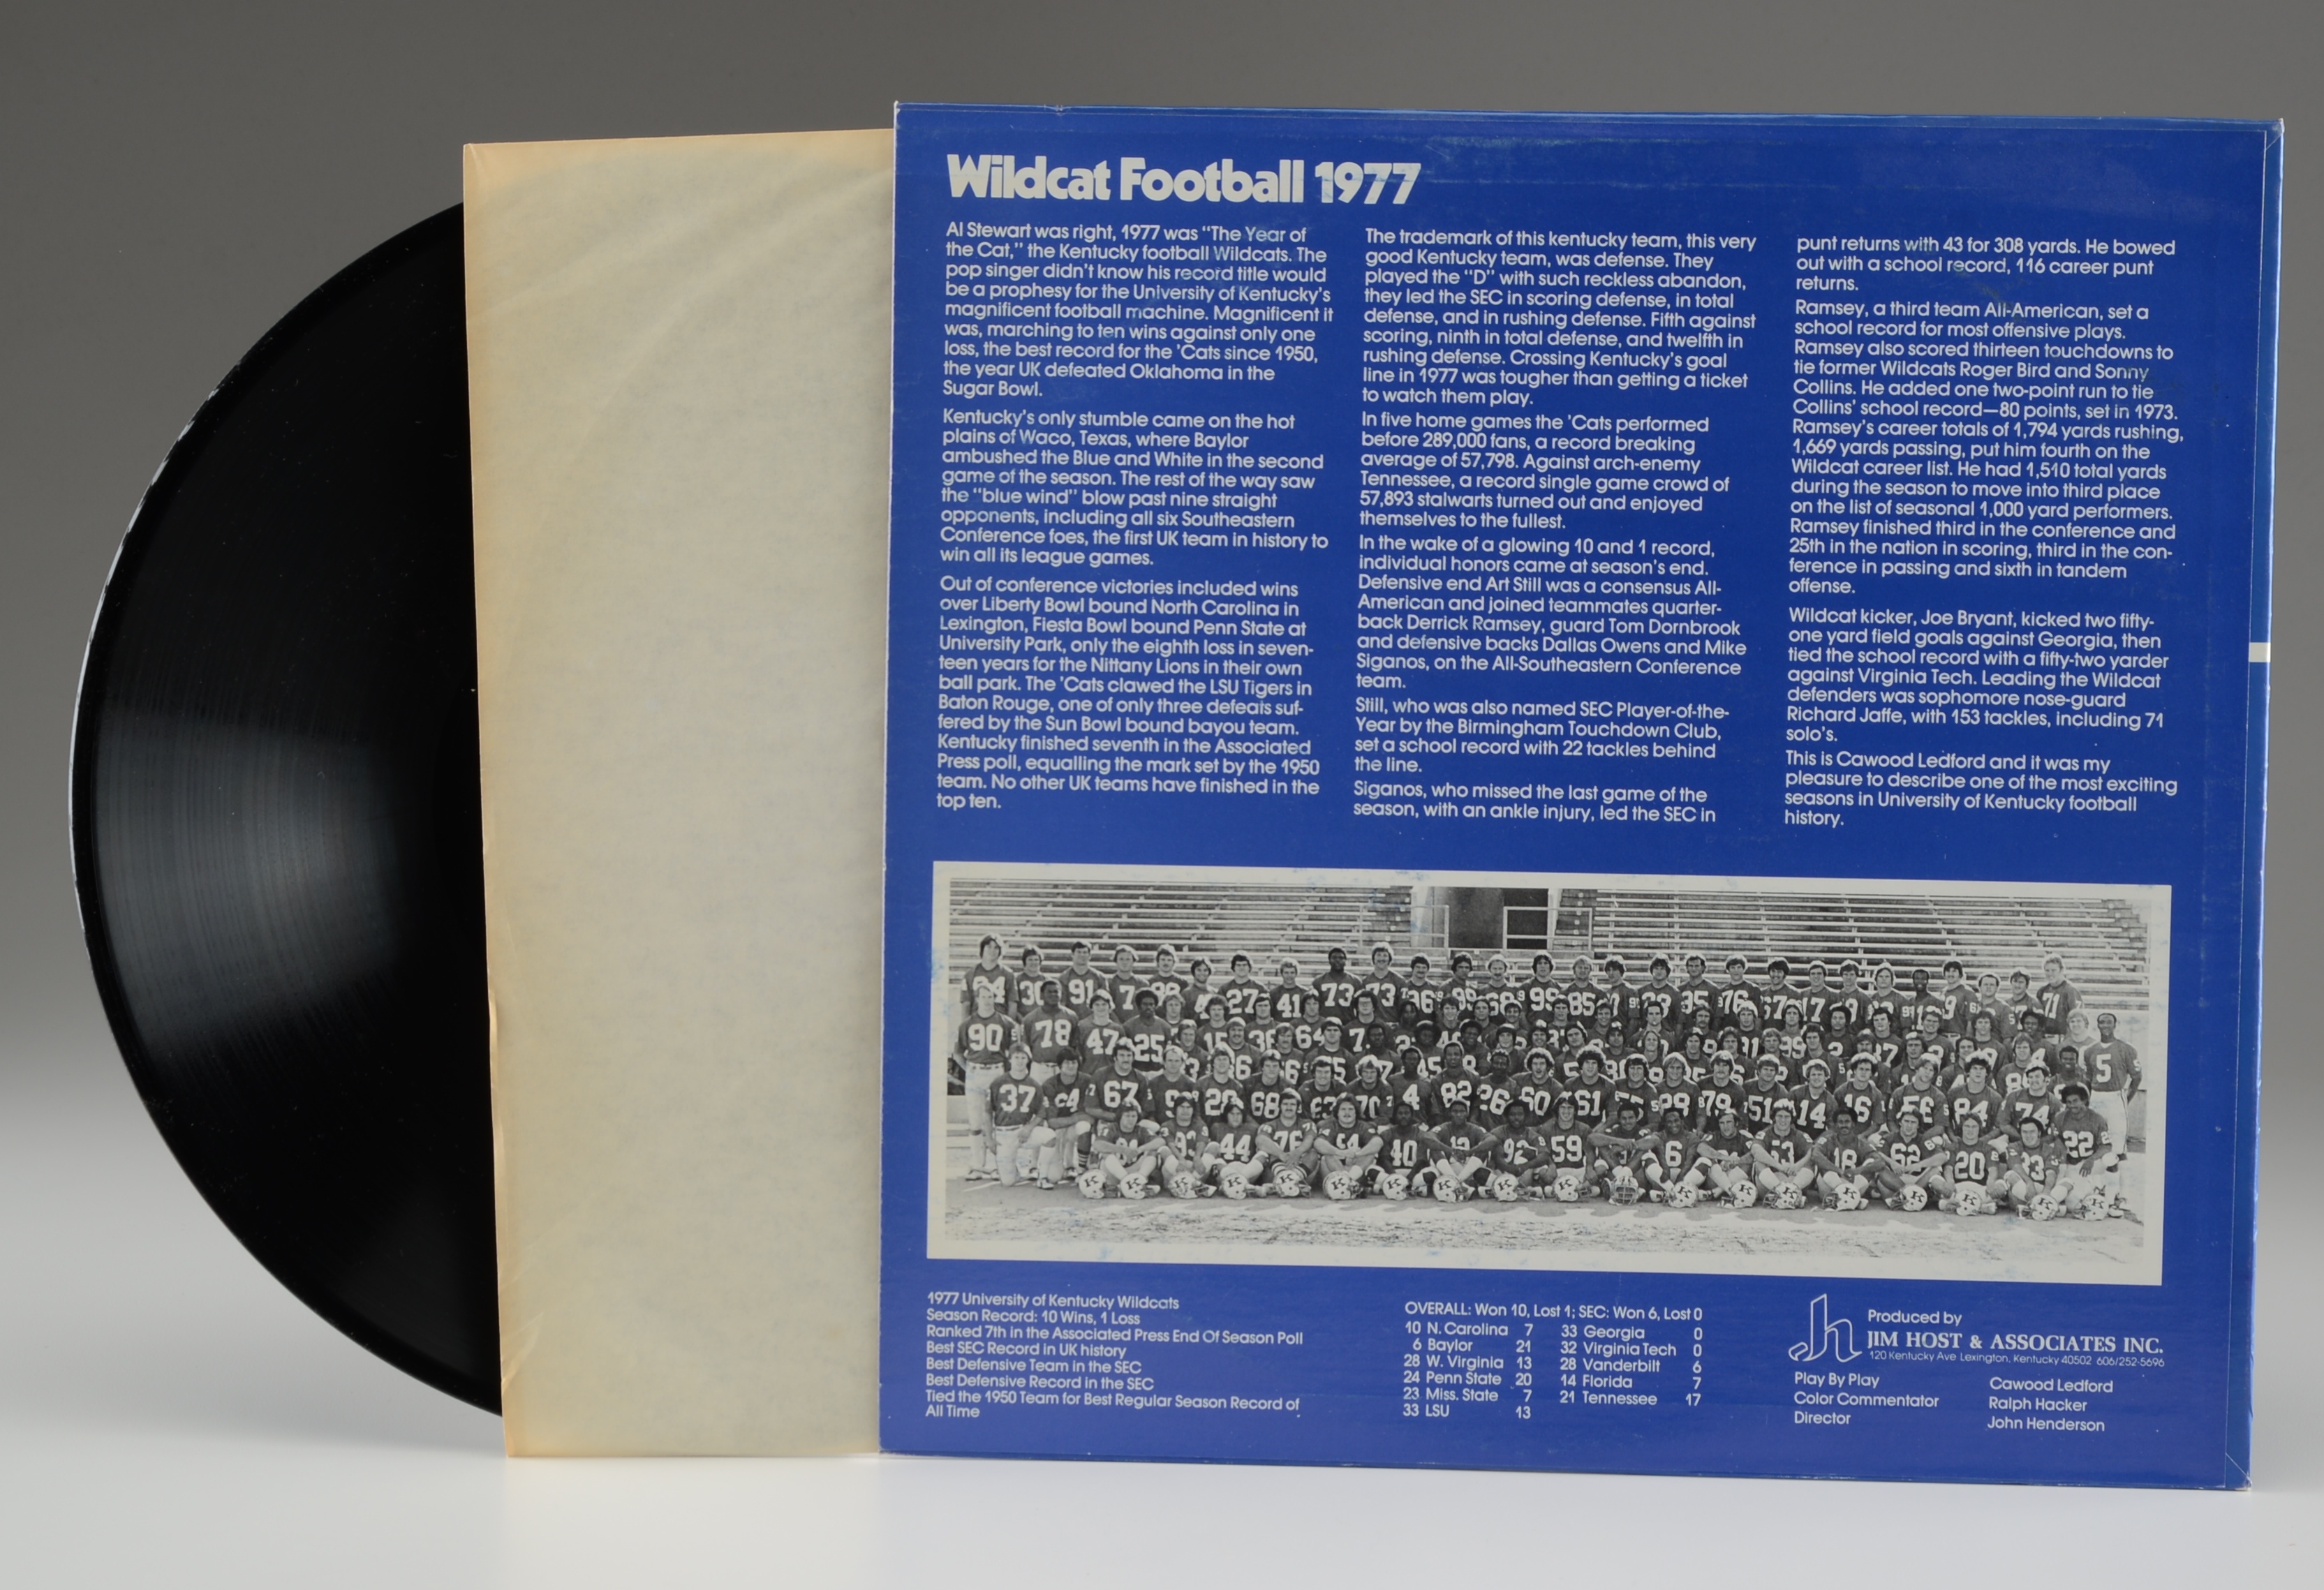 Wildcat Football 1977
Al Stewart was right, 1977 was "The Year of
the Cat," the Kentucky football Wildcats. The
pop singer didn't know his record title would
be a prophesy for the University of Kentucky's
magnificent football machine. Magnificent it
was, marching to ten wins against only one
loss, the best record for the 'Cats since 1950,
the year UK defeated Oklahoma in the
Sugar Bowl.
Kentucky's only stumble came on the hot
plains of Waco, Texas, where Baylor
ambushed the Blue and White in the second
game of the season. The rest of the way saw
the "blue wind" blow past nine straight
opponents, including all six Southeastern
Conference foes, the first UK team in history to
win all its league games.
Out of conference victories included wins
over Liberty Bowl bound North Carolina in
Lexington, Fiesta Bowl bound Penn State at
University Park, only the eighth loss in seven-
teen years for the Nittany Lions in their own
ball park. The 'Cats clawed the LSU Tigers in
Baton Rouge, one of only three defeats suf-
fered by the Sun Bowl bound bayou team.
Kentucky finished seventh in the Associated
Press poll, equalling the mark set by the 1950
team. No other UK teams have finished in the
top ten.
The trademark of this kentucky team, this very
good Kentucky team, was defense. They
played the "D" with such reckless abandon,
they led the SEC in scoring defense, in total
defense, and in rushing defense. Fifth against
scoring, ninth in total defense, and twelfth in
rushing defense. Crossing Kentucky's goal
line in 1977 was tougher than getting a ticket
to watch them play.
In five home games the 'Cats performed
before 289,000 fans, a record breaking
average of 57,798. Against arch-enemy
Tennessee, a record single game crowd of
57,893 stalwarts turned out and enjoyed
themselves to the fullest.
In the wake of a glowing 10 and 1 record,
individual honors came at season's end.
Defensive end Art Still was a consensus All-
American and joined teammates quarter-
back Derrick Ramsey, guard Tom Dornbrook
and defensive backs Dallas Owens and Mike
Siganos, on the All-Southeastern Conference
team.
Still, who was also named SEC Player-of-the-
Year by the Birmingham Touchdown Club,
set a school record with 22 tackles behind
the line.
Siganos, who missed the last game of the
season, with an ankle injury, led the SEC in
punt returns with 43 for 308 yards. He bowed
out with a school record, 116 career punt
returns.
Ramsey, a third team All-American, set a
school record for most offensive plays.
Ramsey also scored thirteen touchdowns to
tie former Wildcats Roger Bird and Sonny
Collins. He added one two-point run to tie
Collins' school record—80 points, set in 1973.
Ramsey's career totals of 1,794 yards rushing,
1,669 yards passing, put him fourth on the
Wildcat career list. He had 1,510 total yards
during the season to move into third place
on the list of seasonal 1,000 yard performers.
Ramsey finished third in the conference and
25th in the nation in scoring, third in the con-
ference in passing and sixth in tandem
offense.
Wildcat kicker, Joe Bryant, kicked two fifty-
one yard field goals against Georgia, then
tied the school record with a fifty-two yarder
against Virginia Tech. Leading the Wildcat
defenders was sophomore nose-guard
Richard Jaffe, with 153 tackles, including 71
solo's.
This is Cawood Ledford and it was my
pleasure to describe one of the most exciting
seasons in University of Kentucky football
history.
1977 University of Kentucky Wildcats
Season Record: 10 Wins, 1 Loss
Ranked 7th in the Associated Press End Of Season Poll
Best SEC Record in UK history
Best Defensive Team in the SEC
Best Defensive Record in the SEC
Tied the 1950 Team for Best Regular Season Record of
All Time
OVERALL: Won 10, Lost 1; SEC: Won 6, Lost 0
10 N. Carolina 7 33 Georgia 0
6 Baylor 21 32 Virginia Tech 0
28 W. Virginia 13 28 Vanderbilt 6
24 Penn State 20 14 Florida 7
23 Miss. State 7 21 Tennessee 17
33 LSU 13
jh
Produced by
JIM HOST & ASSOCIATES INC.
120 Kentucky Ave Lexington, Kentucky 40502 606/252-5696
Play By Play Cawood Ledford
Color Commentator Ralph Hacker
Director John Henderson